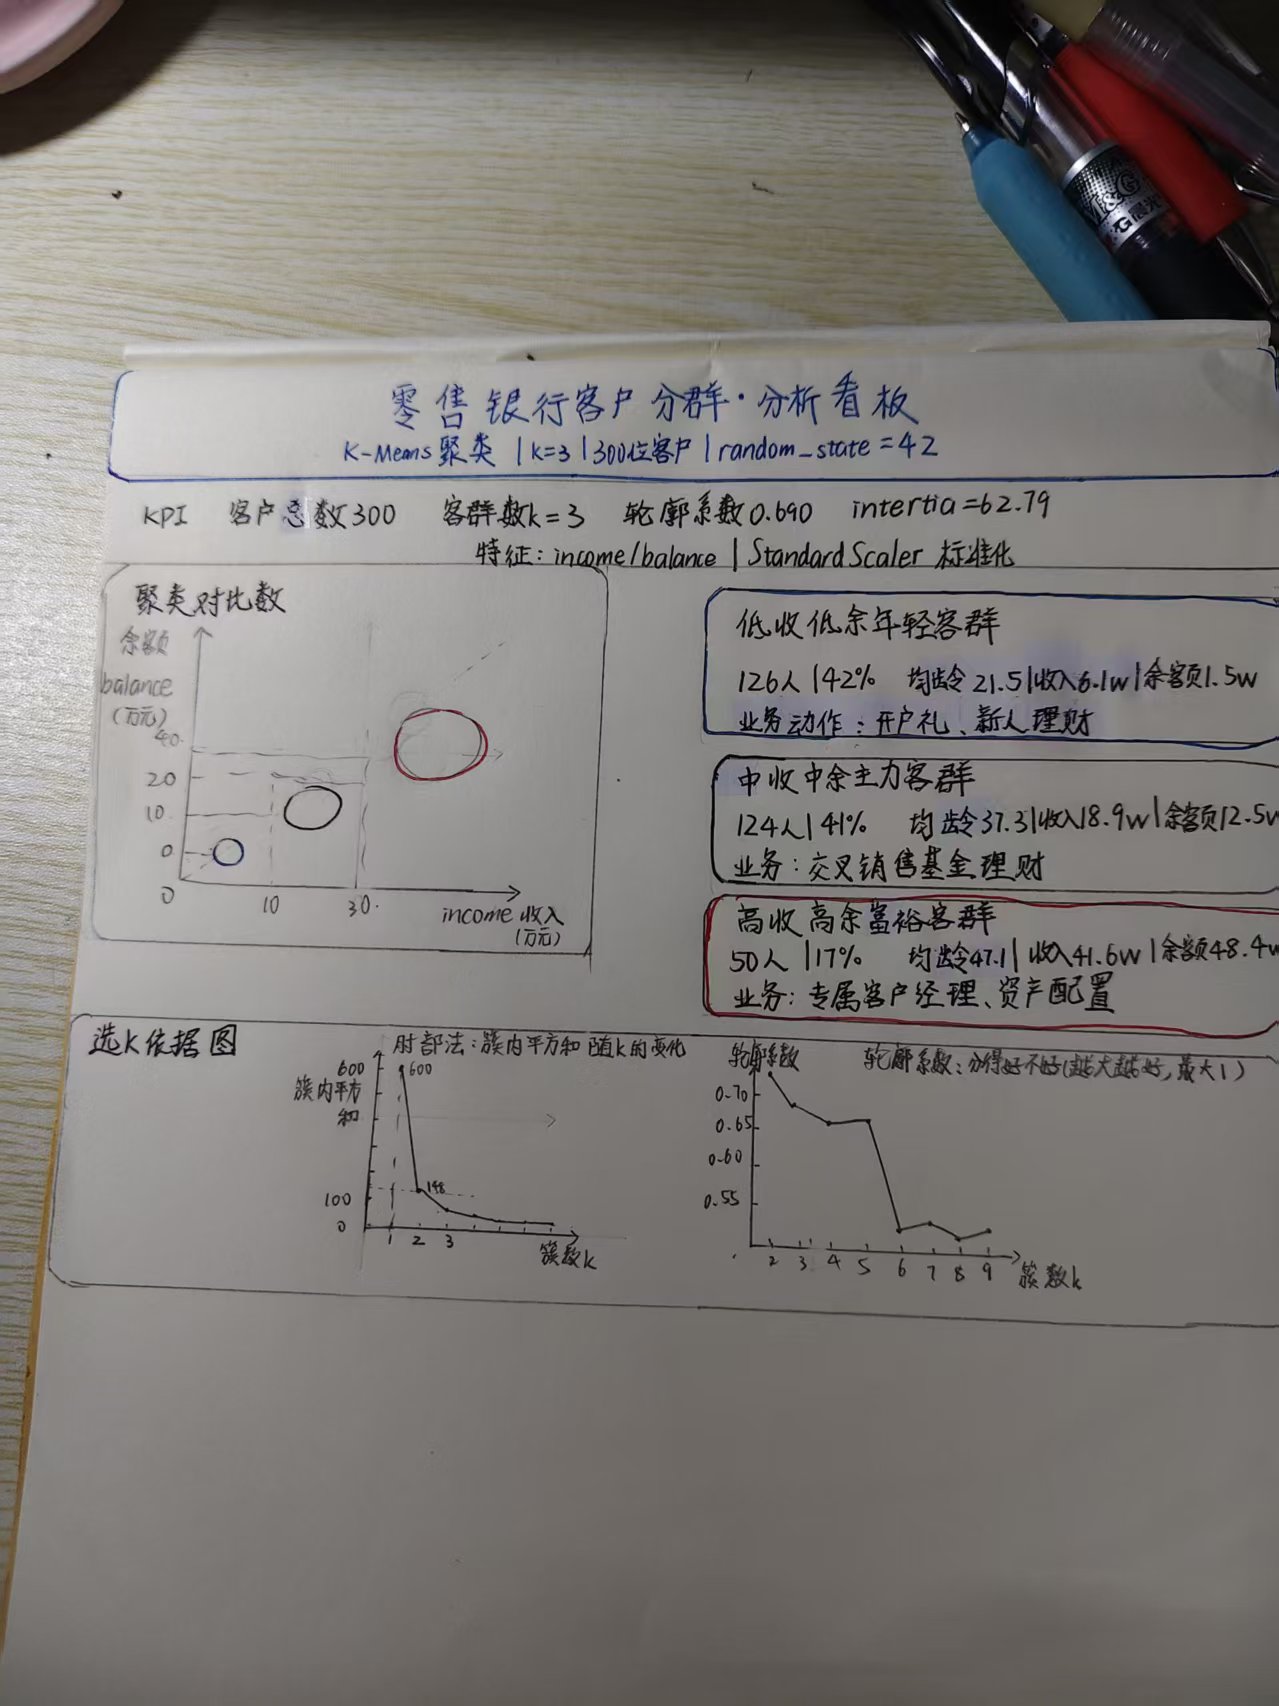 M&G
晨光
零售银行客户分群·分析看板
K-Means聚类 | k=3 | 300位客户 | random_state=42
KPI 客户总数300 客群数k=3 轮廓系数0.690 intertia=62.79
特征: income/balance | StandardScaler 标准化
聚类对比数
余额
balance
(万元)
40
20
10
0
0
10 30
income 收入
(万元)
低收低余年轻客群
126人 | 42% 均龄21.5 | 收入6.1w | 余额1.5w
业务动作: 开户礼、新人理财
中收中余主力客群
124人 | 41% 均龄37.3 | 收入18.9w | 余额12.5w
业务: 交叉销售基金理财
高收高余富裕客群
50人 | 17% 均龄47.1 | 收入41.6w | 余额48.4w
业务: 专属客户经理、资产配置
选k依据图
肘部法: 簇内平方和随k的变化
600
600
簇内平方
和
148
100
0
1 2 3
簇数k
轮廓系数
轮廓系数: 分得好不好(越大越好,最大1)
0.70
0.65
0.60
0.55
2 3 4 5 6 7 8 9
簇数k